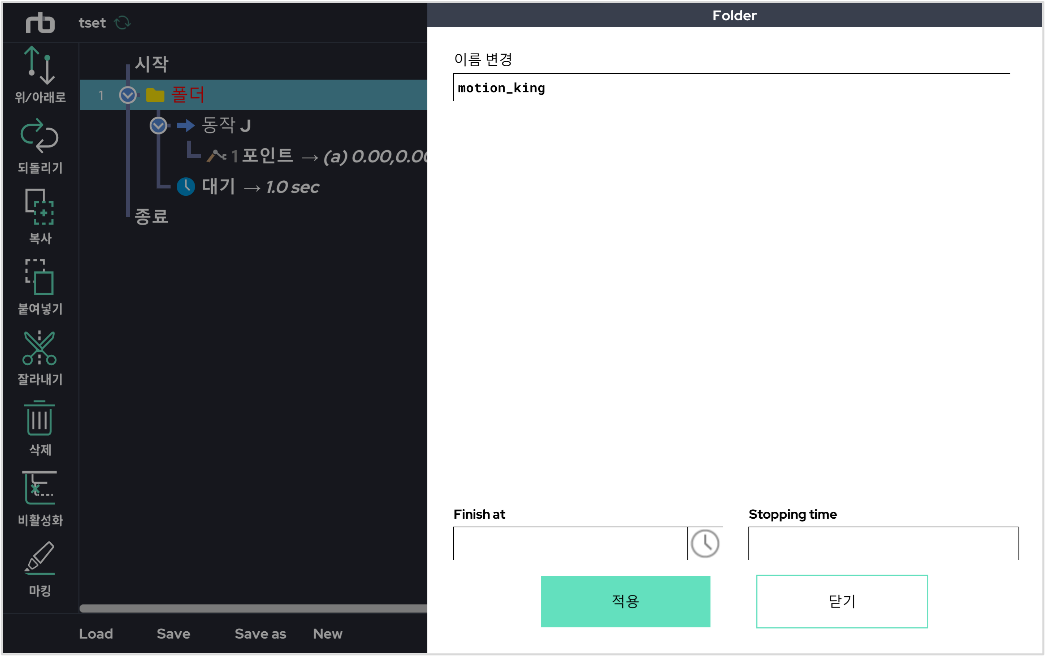 rb tset
Folder
위/아래로
되돌리기
복사
붙여넣기
잘라내기
삭제
비활성화
마킹
시작
1 폴더
동작 J
1 포인트 → (a) 0.00,0.00
대기 → 1.0 sec
종료
Load Save Save as New
이름 변경
motion_king
Finish at Stopping time
적용 닫기